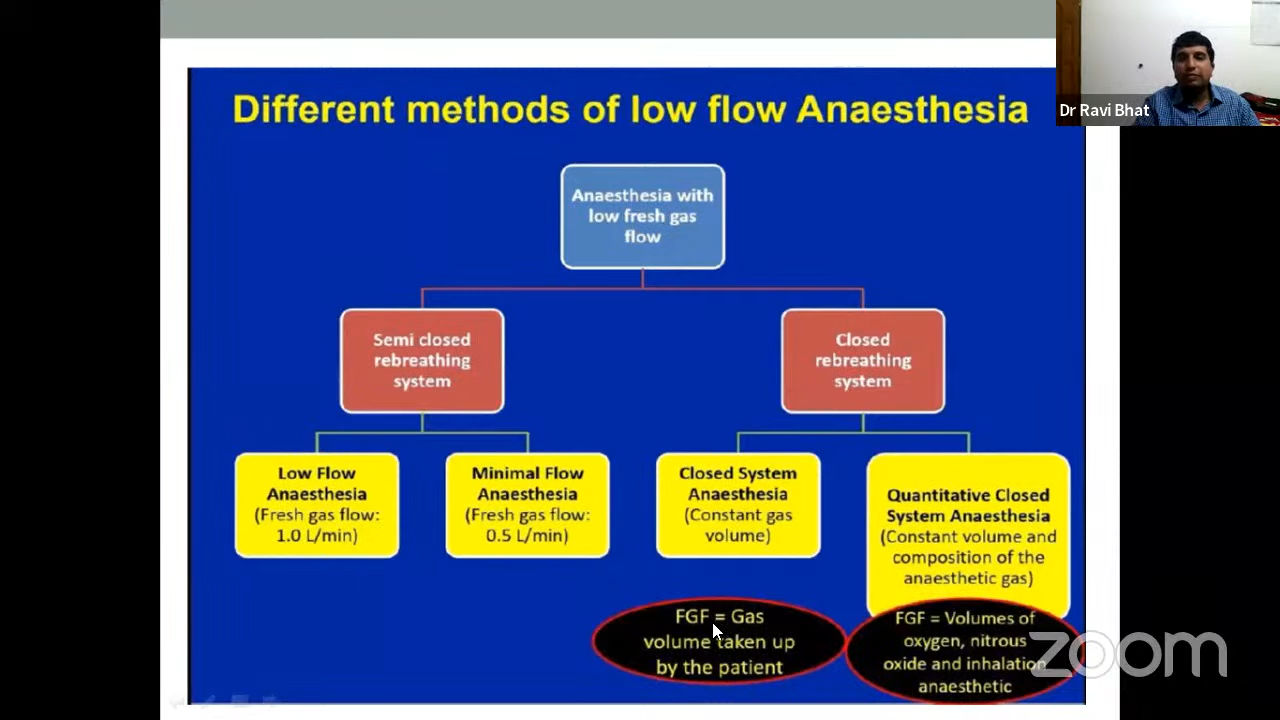 Different methods of low flow Anaesthesia
Dr Ravi Bhat
Anaesthesia with
low fresh gas
flow
Semi closed
rebreathing
system
Closed
rebreathing
system
Low Flow
Anaesthesia
(Fresh gas flow:
1.0 L/min)
Minimal Flow
Anaesthesia
(Fresh gas flow:
0.5 L/min)
Closed System
Anaesthesia
(Constant gas
volume)
Quantitative Closed
System Anaesthesia
(Constant volume and
composition of the
anaesthetic gas)
FGF = Gas
volume taken up
by the patient
FGF = Volumes of
oxygen, nitrous
oxide and inhalation
anaesthetic
zoom